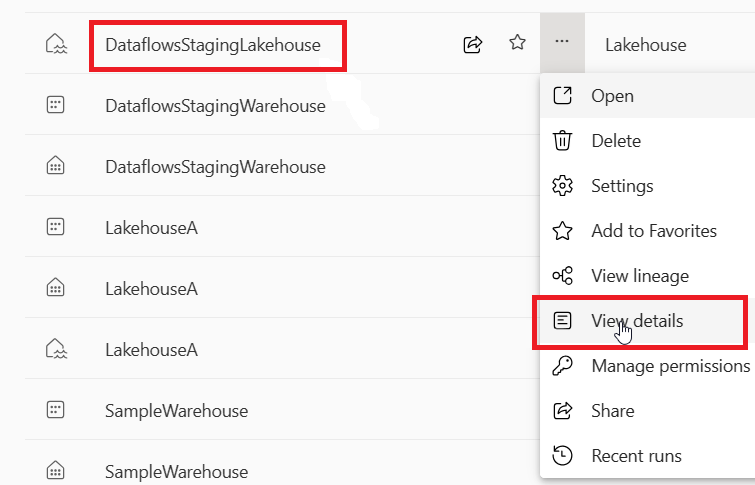 DataflowsStagingLakehouse
Lakehouse
DataflowsStagingWarehouse
DataflowsStagingWarehouse
LakehouseA
LakehouseA
LakehouseA
SampleWarehouse
SampleWarehouse
Open
Delete
Settings
Add to Favorites
View lineage
View details
Manage permissions
Share
Recent runs